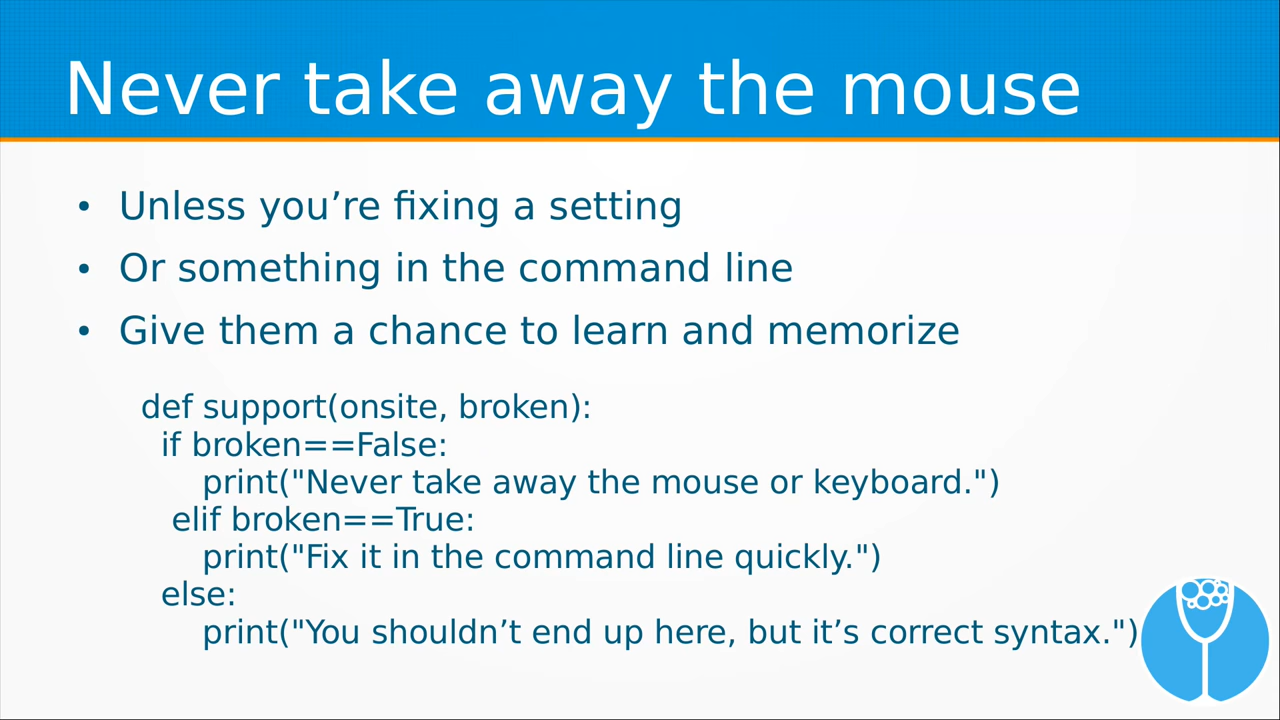 Never take away the mouse
• Unless you’re fixing a setting
• Or something in the command line
• Give them a chance to learn and memorize
def support(onsite, broken):
  if broken==False:
      print("Never take away the mouse or keyboard.")
   elif broken==True:
      print("Fix it in the command line quickly.")
  else:
      print("You shouldn’t end up here, but it’s correct syntax.")